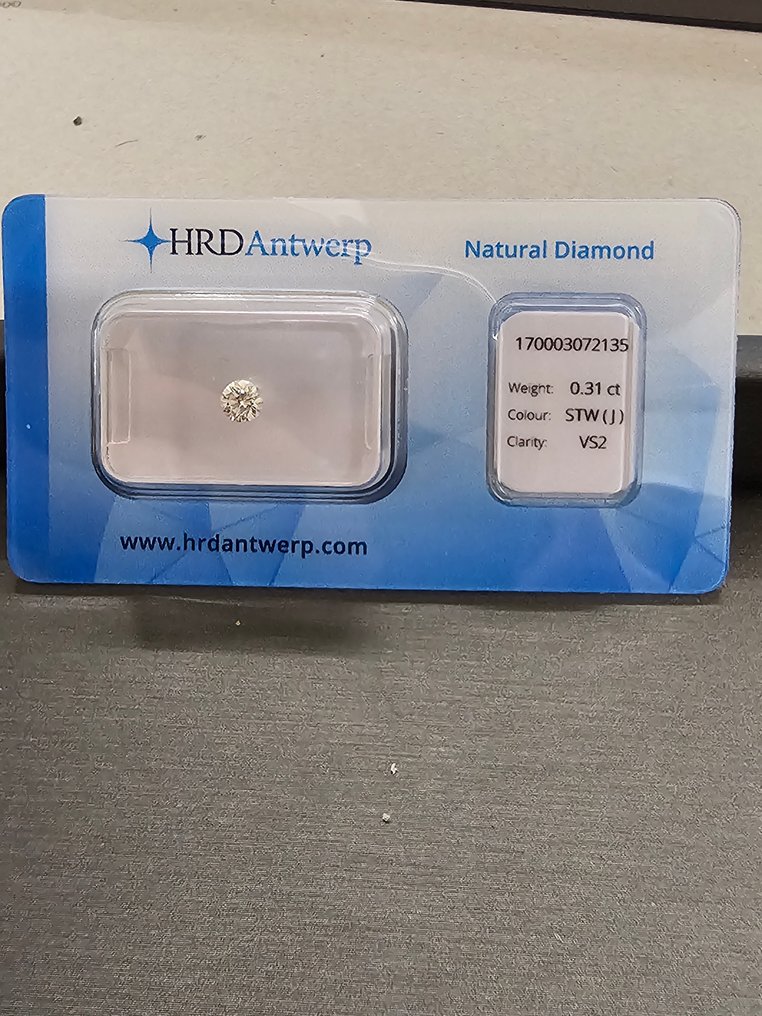 HRDAntwerp
Natural Diamond
170003072135
Weight: 0.31 ct
Colour: STW ( J )
Clarity: VS2
www.hrdantwerp.com